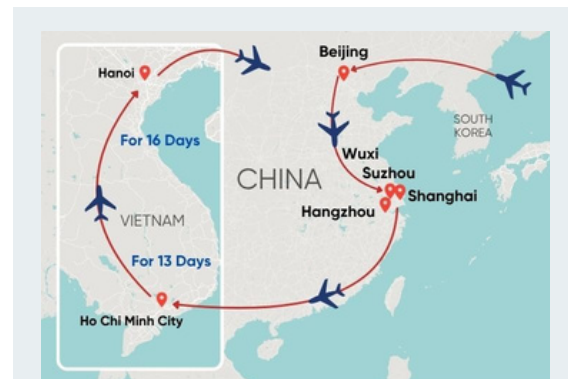 Beijing
Hanoi
SOUTH
KOREA
For 16 Days
Wuxi
Suzhou
CHINA
Shanghai
Hangzhou
VIETNAM
For 13 Days
Ho Chi Minh City